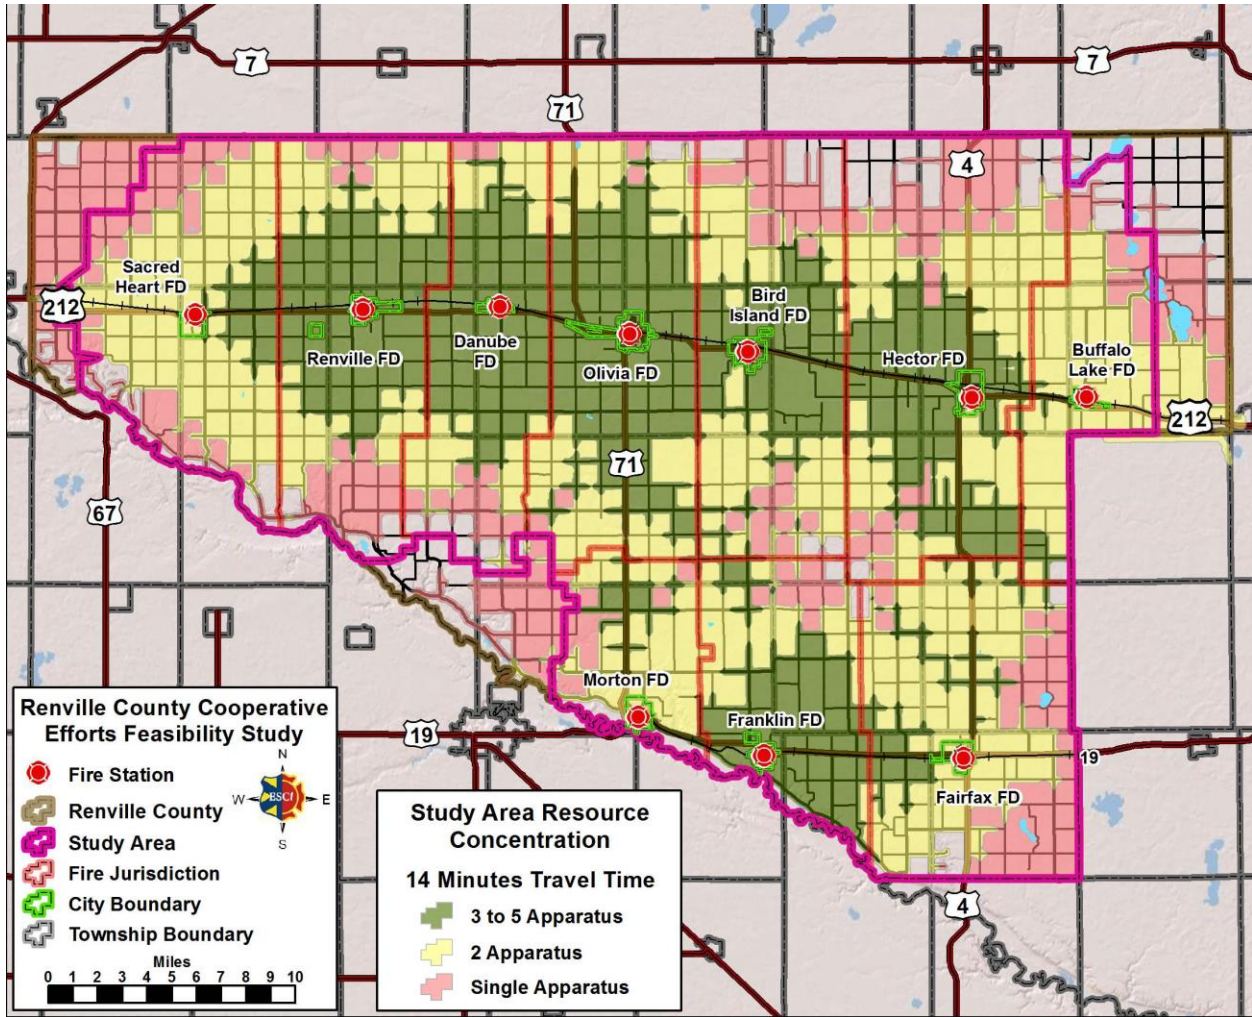 7
7
71
4
Sacred
Heart FD
212
Renville FD
Danube
FD
Olivia FD
Bird
Island FD
Hector FD
Buffalo
Lake FD
212
71
67
Morton FD
Franklin FD
19
19
Fairfax FD
4
Renville County Cooperative
Efforts Feasibility Study
Fire Station
Renville County
Study Area
Fire Jurisdiction
City Boundary
Township Boundary
N
W
E
S
ESCI
Miles
0 1 2 3 4 5 6 7 8 9 10
Study Area Resource
Concentration
14 Minutes Travel Time
3 to 5 Apparatus
2 Apparatus
Single Apparatus